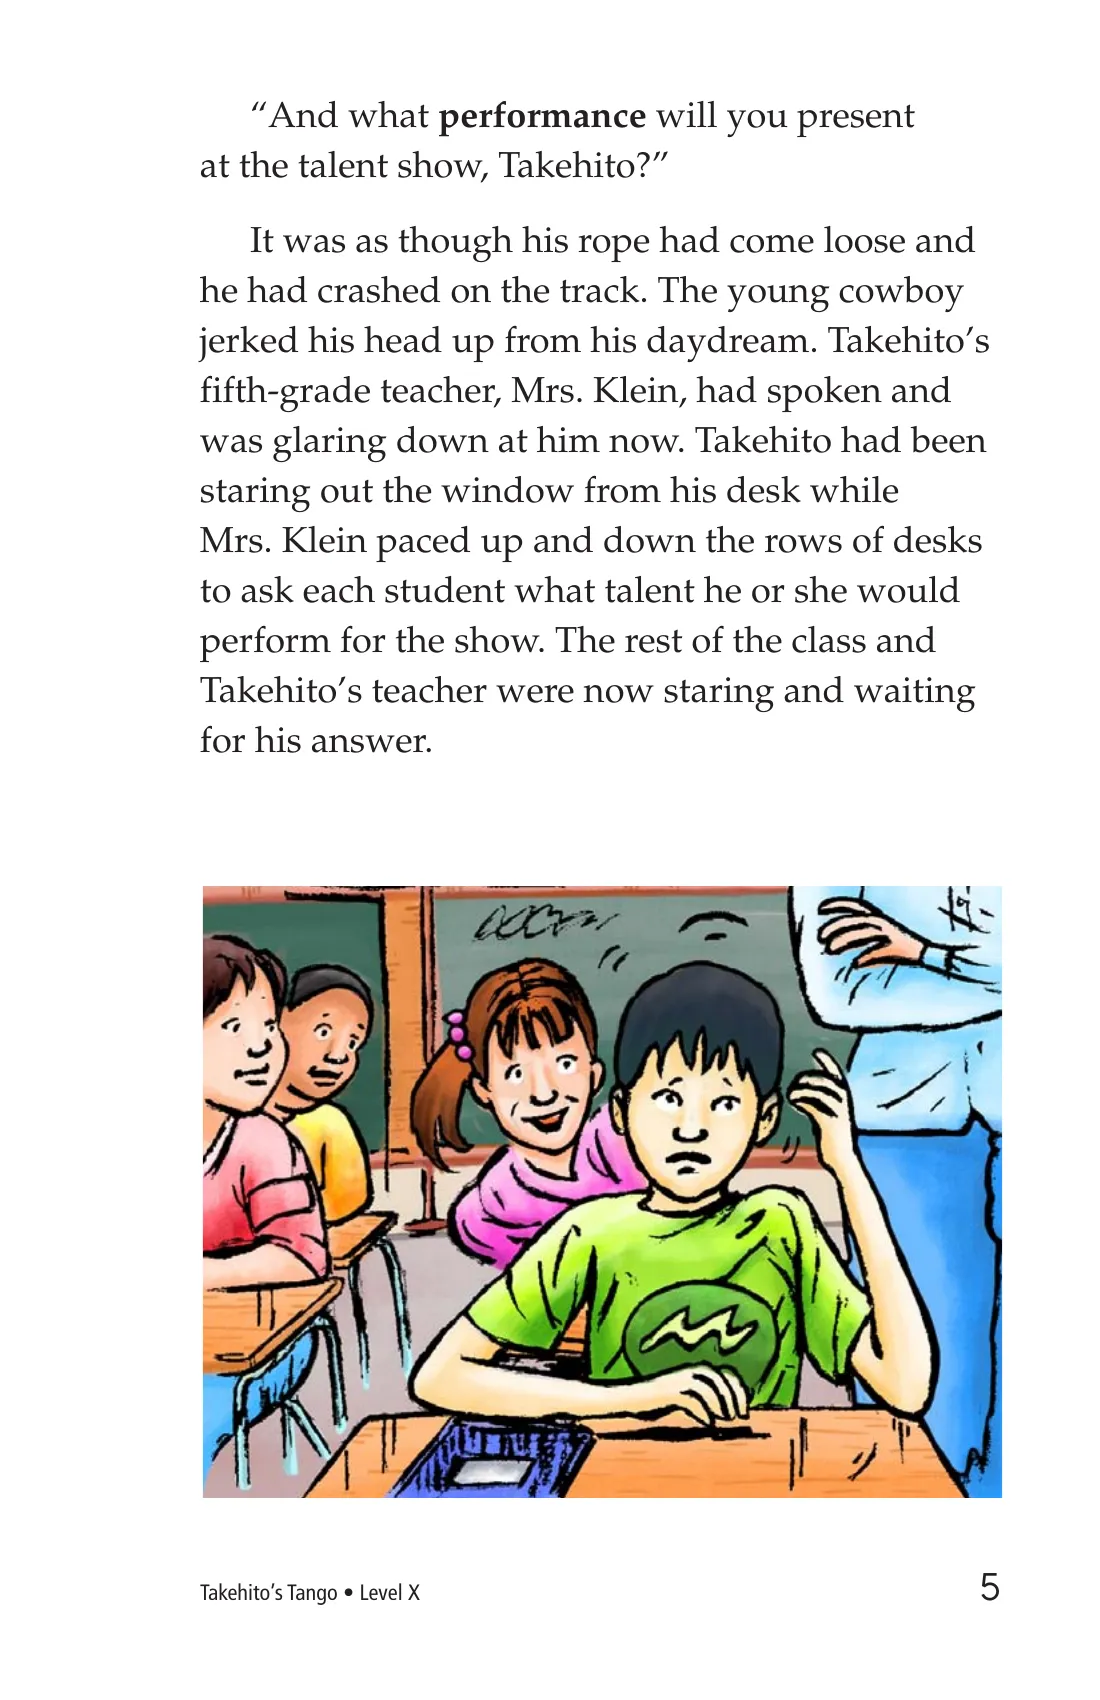 “And what performance will you present
at the talent show, Takehito?”
It was as though his rope had come loose and
he had crashed on the track. The young cowboy
jerked his head up from his daydream. Takehito’s
fifth-grade teacher, Mrs. Klein, had spoken and
was glaring down at him now. Takehito had been
staring out the window from his desk while
Mrs. Klein paced up and down the rows of desks
to ask each student what talent he or she would
perform for the show. The rest of the class and
Takehito’s teacher were now staring and waiting
for his answer.
Takehito’s Tango • Level X
5